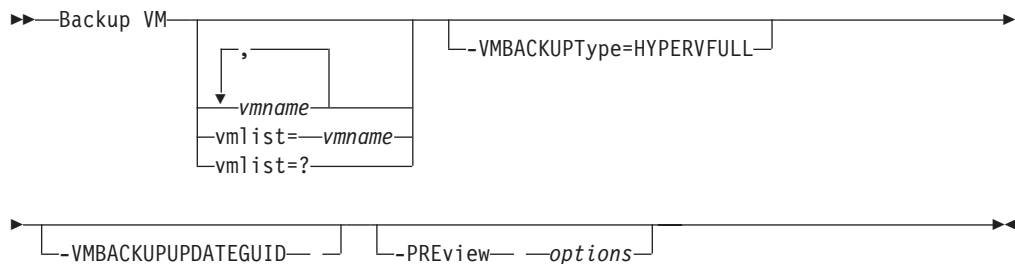 Backup VM
-VMBACKUPType=HYPERVFULL
,
vmname
vmlist= vmname
vmlist=?
-VMBACKUPUPDATEGUID
-PREview options